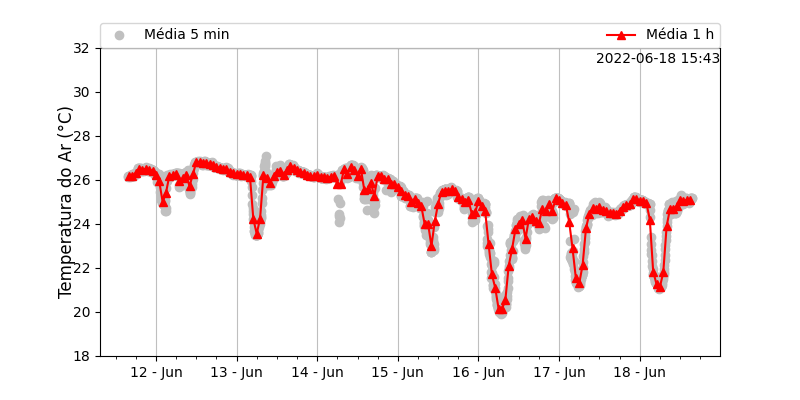 Média 5 min
Média 1 h
2022-06-18 15:43
Temperatura do Ar (°C)
32
30
28
26
24
22
20
18
12 - Jun
13 - Jun
14 - Jun
15 - Jun
16 - Jun
17 - Jun
18 - Jun